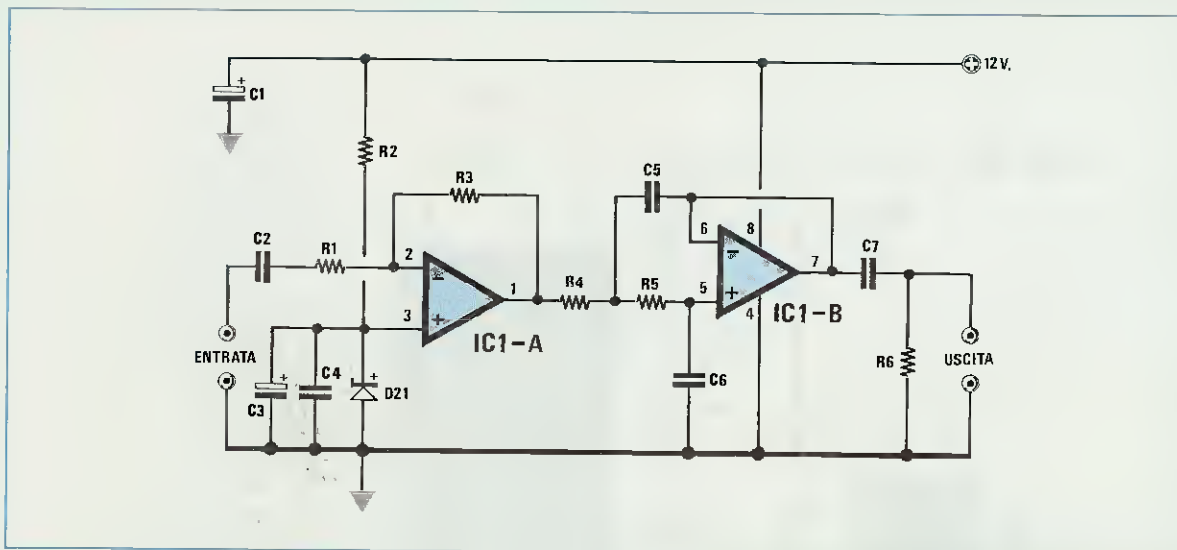 12 V.
+
C1
R2
R3
C5
C2
R1
2
6
8
-
-
1
R4
R5
7
C7
3
+
5
+
4
IC1-A
IC1-B
ENTRATA
C4
+
D21
C6
R6
USCITA
+
C3